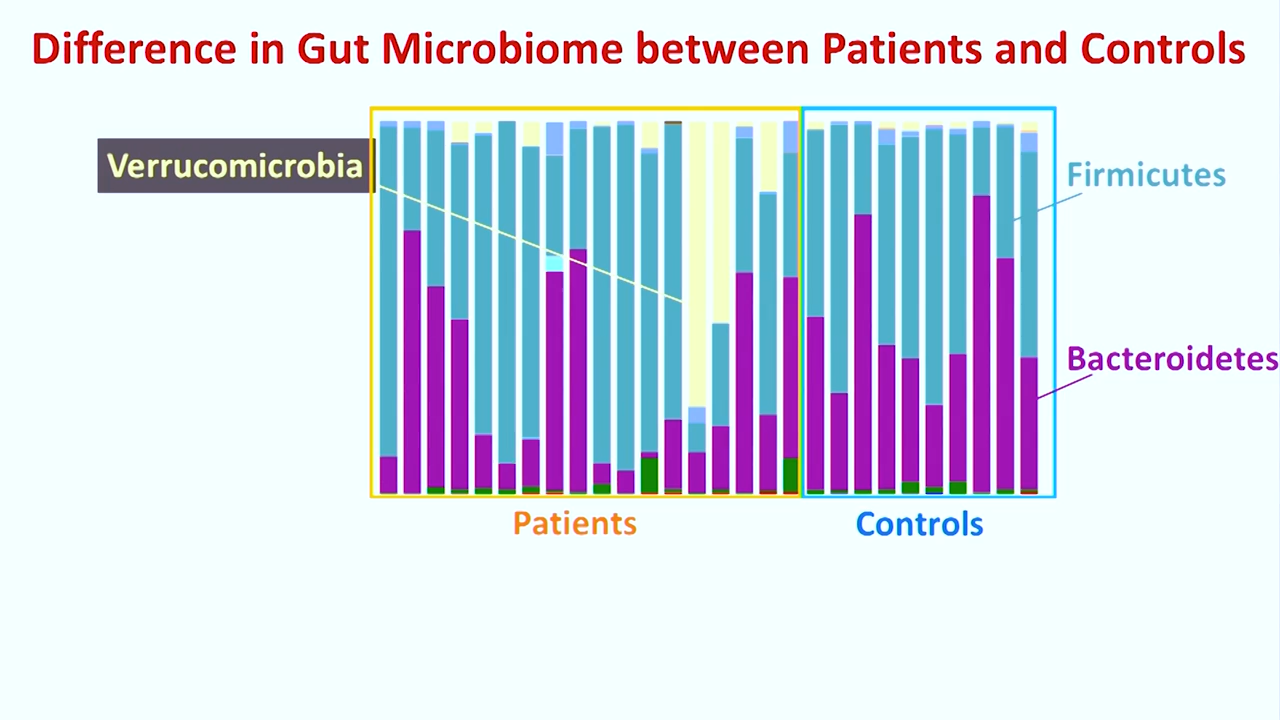 Difference in Gut Microbiome between Patients and Controls
Verrucomicrobia
Firmicutes
Bacteroidetes
Patients
Controls